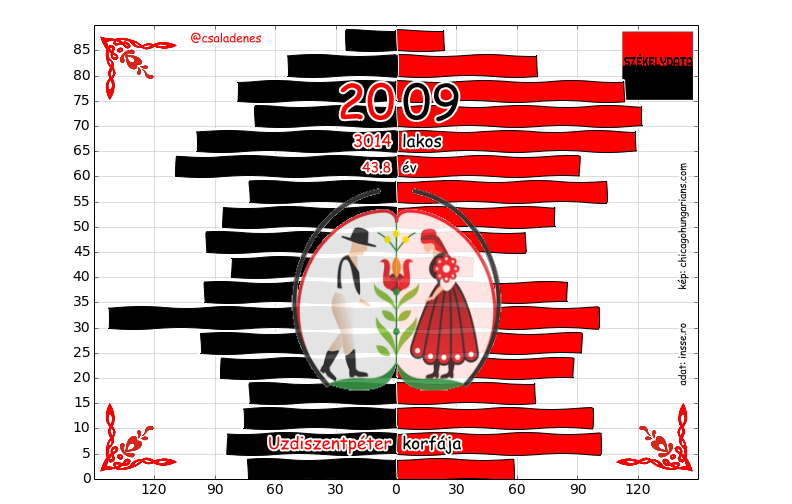 @csaladenes
SZÉKELYDATA
2009
3014 lakos
43.8 év
kép: chicagohungarians.com
adat: insse.ro
Uzdiszentpéter korfája
85
80
75
70
65
60
55
50
45
40
35
30
25
20
15
10
5
0
120 90 60 30 0 30 60 90 120